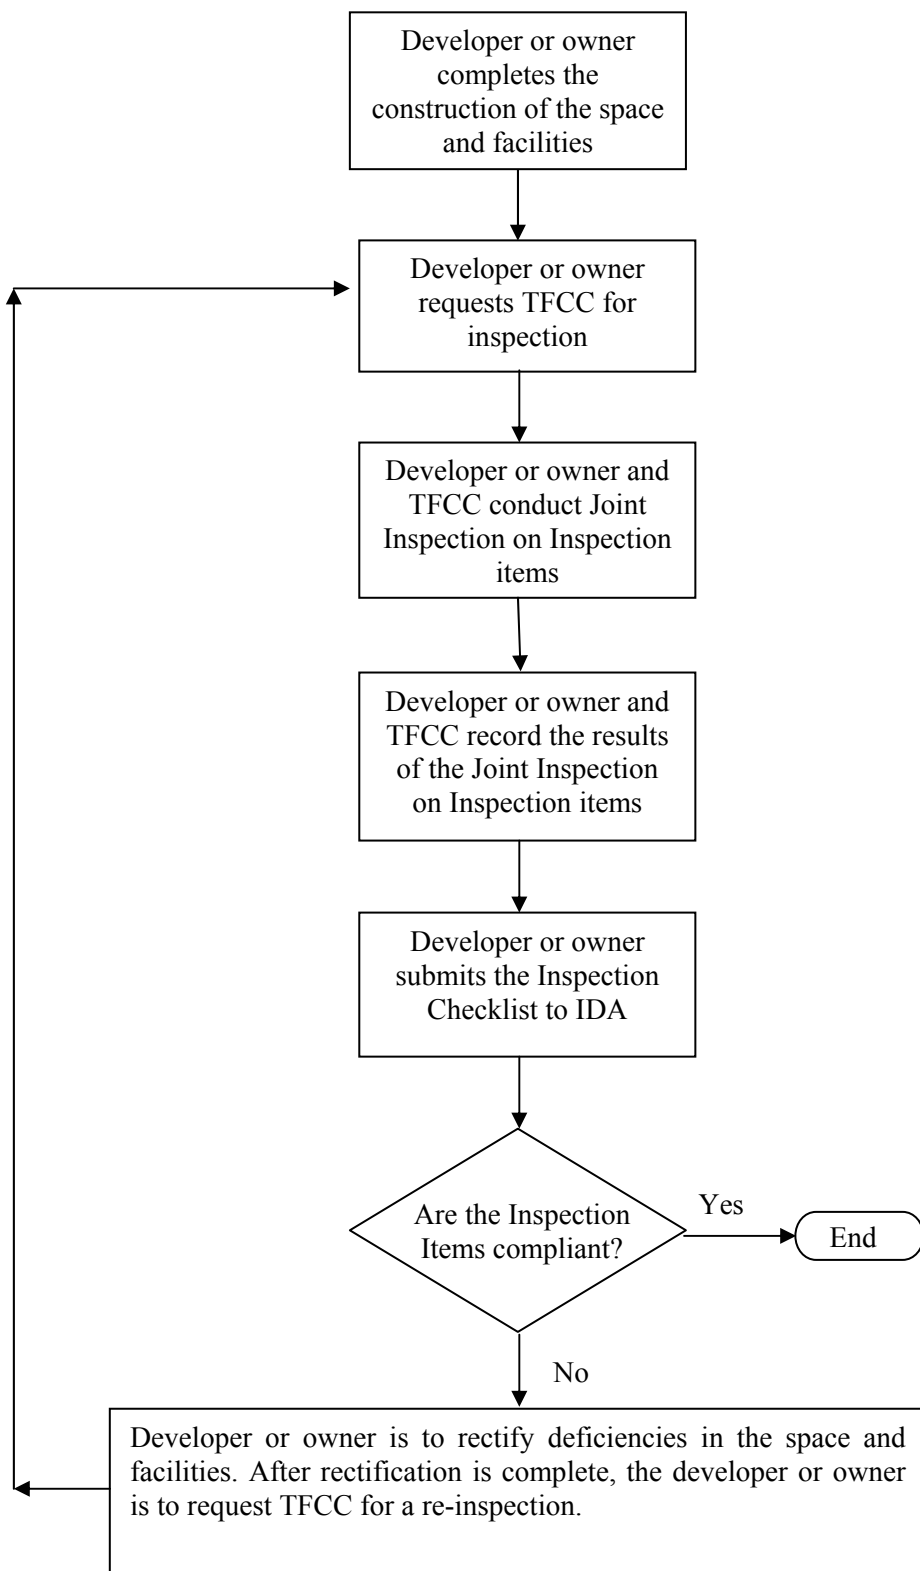 Developer or owner
completes the
construction of the space
and facilities
Developer or owner
requests TFCC for
inspection
Developer or owner and
TFCC conduct Joint
Inspection on Inspection
items
Developer or owner and
TFCC record the results
of the Joint Inspection
on Inspection items
Developer or owner
submits the Inspection
Checklist to IDA
Are the Inspection
Items compliant?
Yes
End
No
Developer or owner is to rectify deficiencies in the space and
facilities. After rectification is complete, the developer or owner
is to request TFCC for a re-inspection.